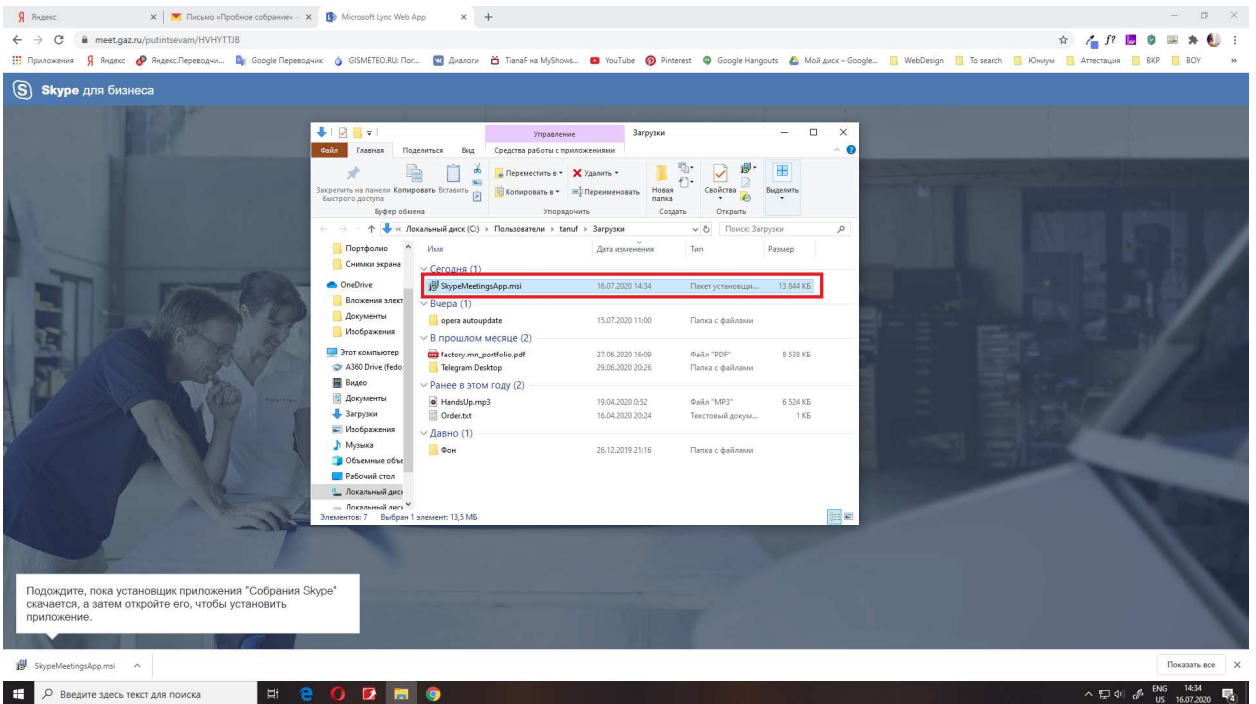 Яндекс
Письмо «Пробное собрание» —
Microsoft Lync Web App
meet.gaz.ru/putintsevam/HVHYTTJB
f?
Приложения Яндекс Яндекс.Переводчи... Google Переводчик GISMETEO.RU: Пог... Диалоги TianaF на MyShows... YouTube Pinterest Google Hangouts Мой диск – Google... WebDesign To search Юниум Аттестация ВКР BOY »
Skype для бизнеса
Управление Загрузки
Файл Главная Поделиться Вид Средства работы с приложениями
Закрепить на панели быстрого доступа Копировать Вставить
Переместить в Удалить
Копировать в Переименовать
Новая папка Свойства Выделить
Буфер обмена Упорядочить Создать Открыть
« Локальный диск (C:) > Пользователи > tanuf > Загрузки Поиск: Загрузки
Портфолио
Снимки экрана
OneDrive
Вложения элект
Документы
Изображения
Этот компьютер
A360 Drive (fedo
Видео
Документы
Загрузки
Изображения
Музыка
Объемные объе
Рабочий стол
Локальный диск
Локальный диск
Имя Дата изменения Тип Размер
Сегодня (1)
SkypeMeetingsApp.msi 16.07.2020 14:34 Пакет установщи... 13 844 КБ
Вчера (1)
opera autoupdate 15.07.2020 11:00 Папка с файлами
В прошлом месяце (2)
factory.mn_portfolio.pdf 27.06.2020 16:09 Файл "PDF" 8 538 КБ
Telegram Desktop 29.06.2020 20:26 Папка с файлами
Ранее в этом году (2)
HandsUp.mp3 19.04.2020 0:52 Файл "MP3" 6 524 КБ
Order.txt 16.04.2020 20:24 Текстовый докум... 1 КБ
Давно (1)
Фон 26.12.2019 21:16 Папка с файлами
Элементов: 7 Выбран 1 элемент: 13,5 МБ
Подождите, пока установщик приложения "Собрания Skype"
скачается, а затем откройте его, чтобы установить
приложение.
SkypeMeetingsApp.msi Показать все
Введите здесь текст для поиска
ENG 14:34
US 16.07.2020 4